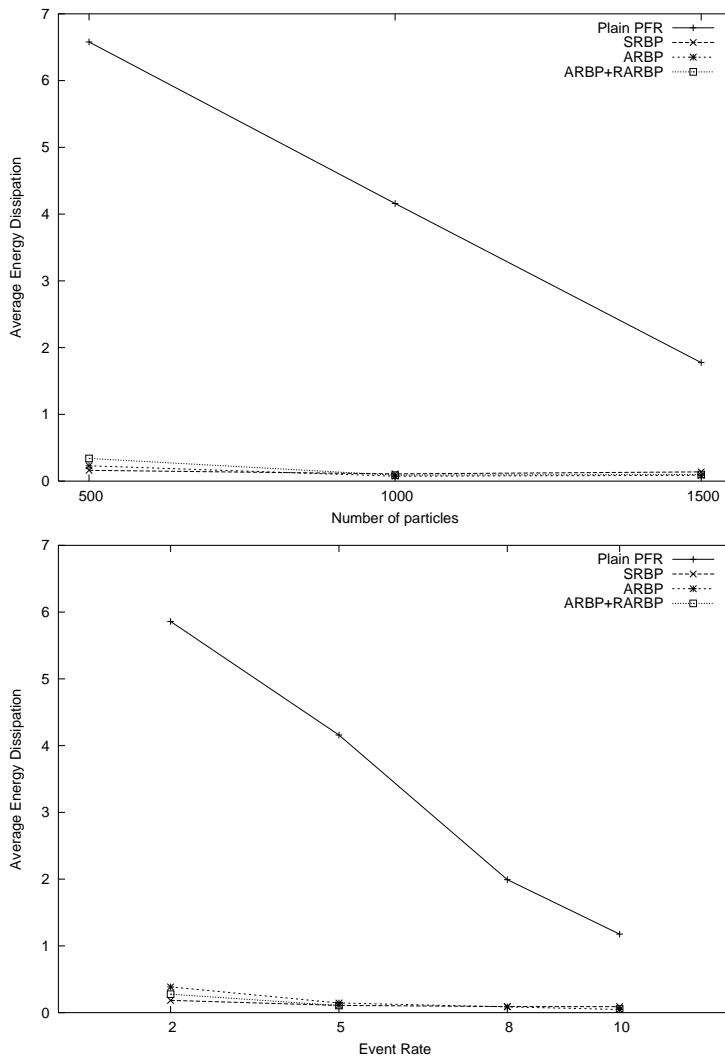 7
6
5
4
3
2
1
0
Average Energy Dissipation
Plain PFR
SRBP
ARBP
ARBP+RARBP
500
1000
1500
Number of particles
7
6
5
4
3
2
1
0
Average Energy Dissipation
Plain PFR
SRBP
ARBP
ARBP+RARBP
2
5
8
10
Event Rate